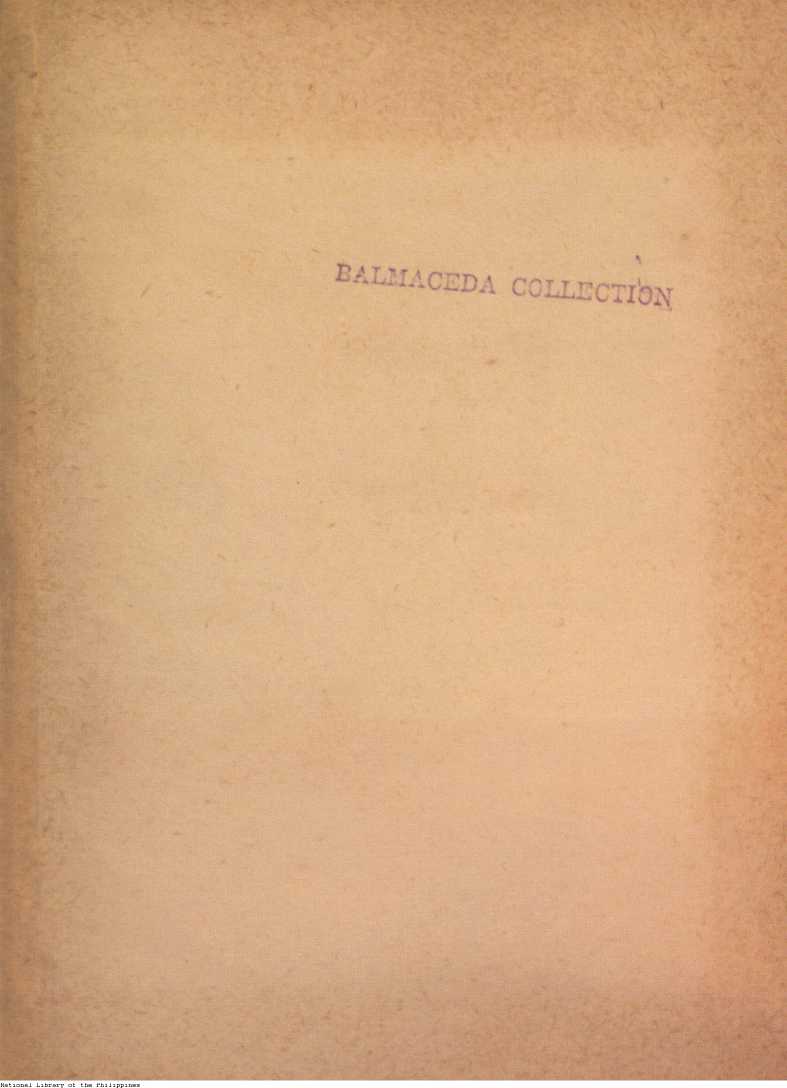 BALMACEDA COLLECTION
National Library of the Philippines